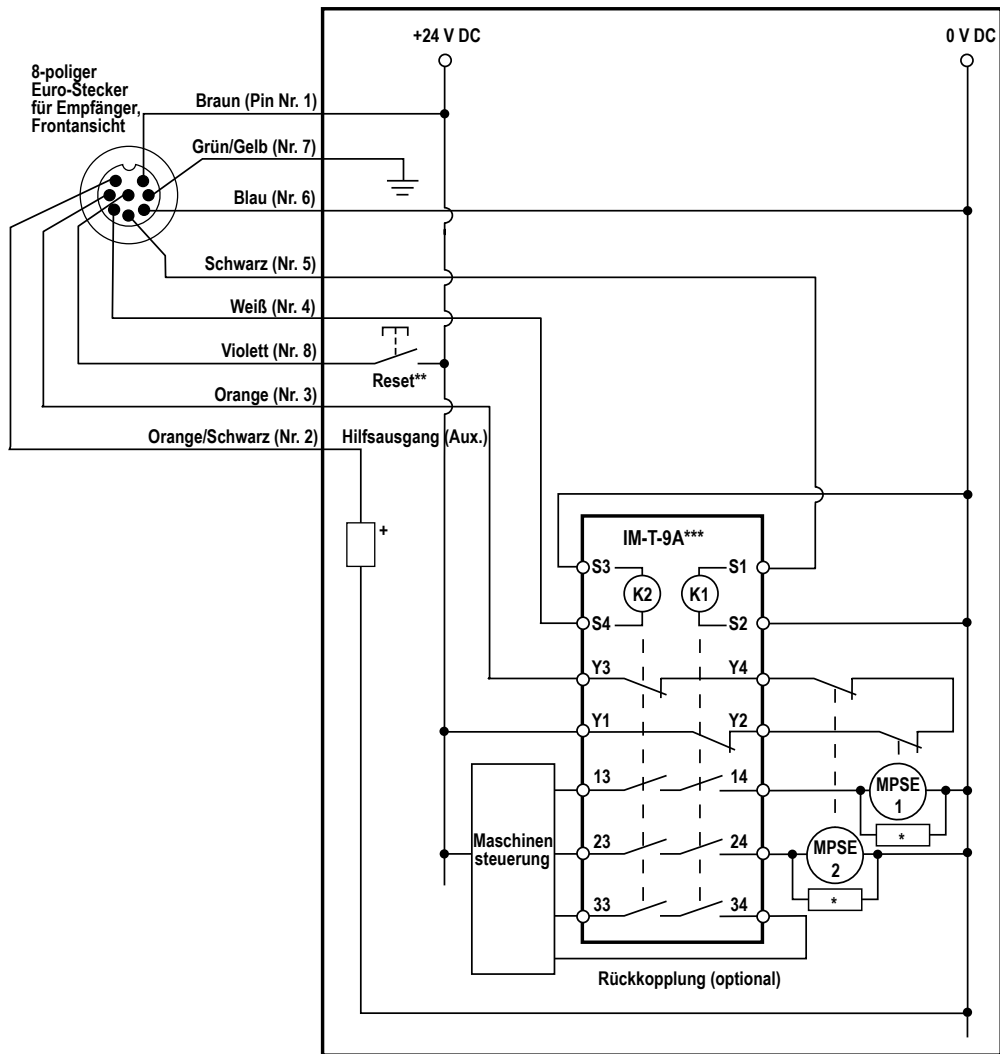 +24 V DC
0 V DC
8-poliger
Euro-Stecker
für Empfänger,
Frontansicht
Braun (Pin Nr. 1)
Grün/Gelb (Nr. 7)
Blau (Nr. 6)
Schwarz (Nr. 5)
Weiß (Nr. 4)
Violett (Nr. 8)
Reset**
Orange (Nr. 3)
Orange/Schwarz (Nr. 2)
Hilfsausgang (Aux.)
+
IM-T-9A***
S3
S1
K2
K1
S4
S2
Y3
Y4
Y1
Y2
13
14
MPSE
1
*
Maschinen
steuerung
23
24
MPSE
2
*
33
34
Rückkopplung (optional)